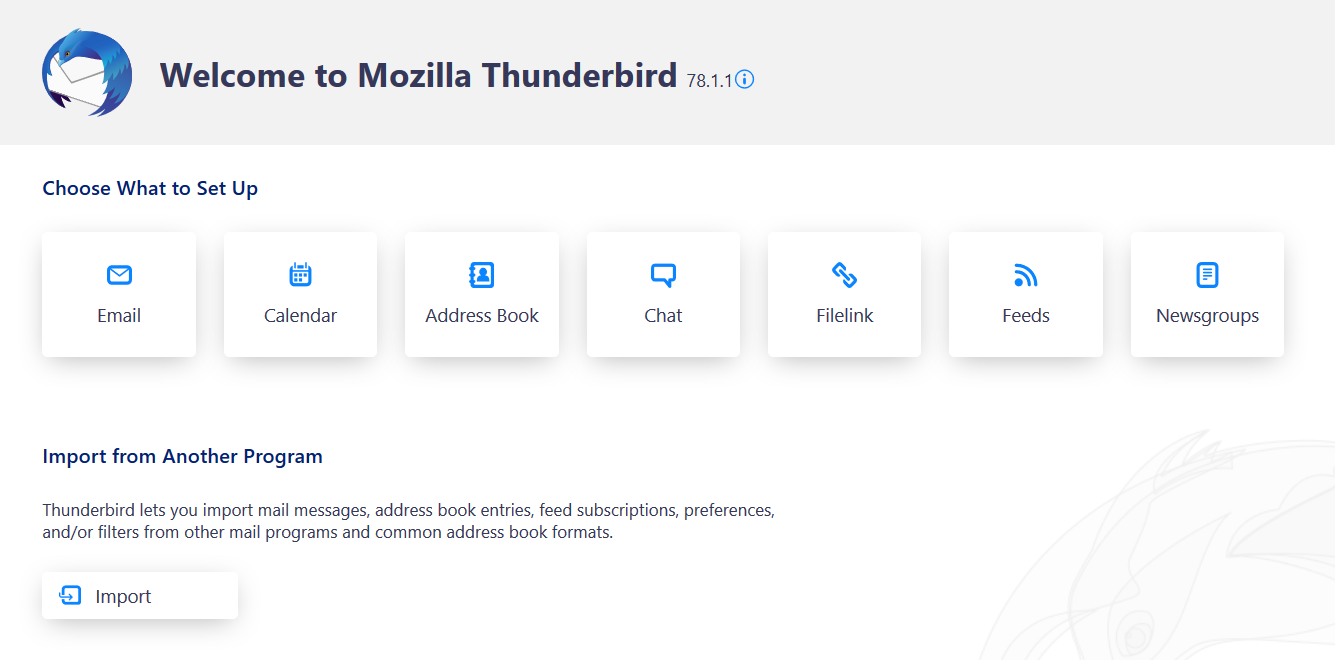 Welcome to Mozilla Thunderbird 78.1.1
Choose What to Set Up
Email
Calendar
Address Book
Chat
Filelink
Feeds
Newsgroups
Import from Another Program
Thunderbird lets you import mail messages, address book entries, feed subscriptions, preferences,
and/or filters from other mail programs and common address book formats.
Import